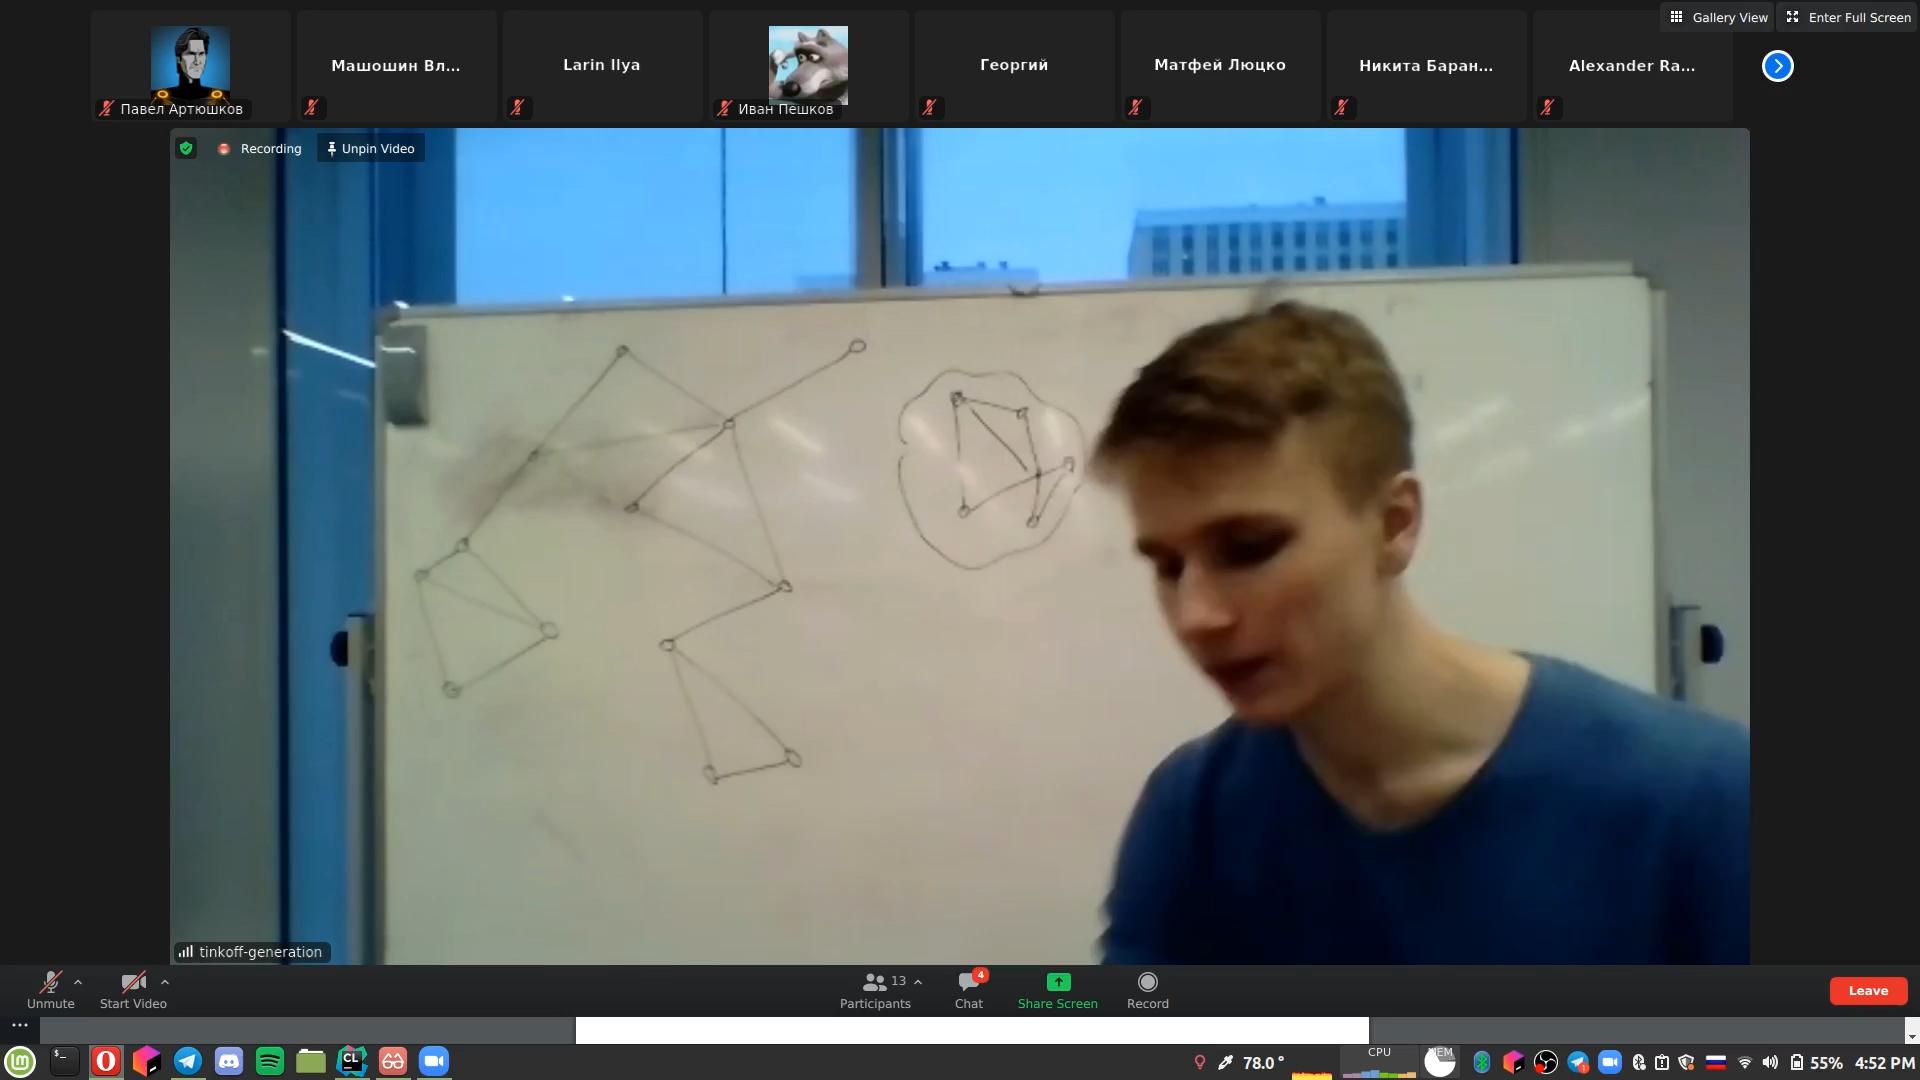 Gallery View
Enter Full Screen
Павел Артюшков
Машошин Вл...
Larin Ilya
Иван Пешков
Георгий
Матфей Люцко
Никита Баран...
Alexander Ra...
Recording
Unpin Video
tinkoff-generation
Unmute
Start Video
13
Participants
4
Chat
Share Screen
Record
Leave
CL
78.0°
CPU
MEM
55%
4:52 PM